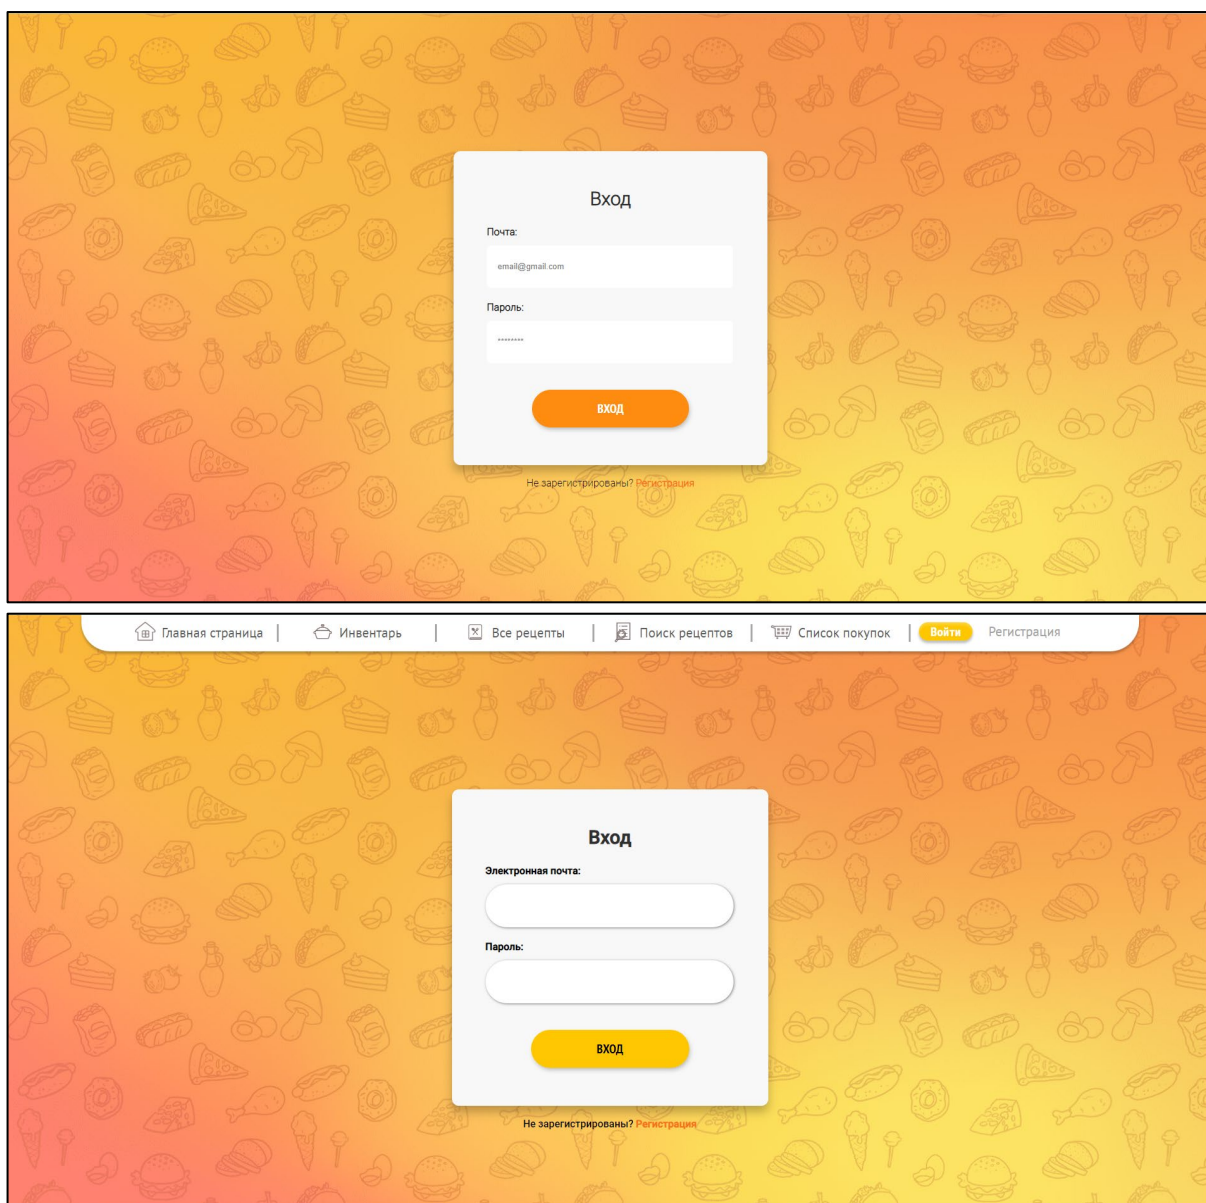 Вход
Почта:
email@gmail.com
Пароль:
********
ВХОД
Не зарегистрированы? Регистрация
Главная страница | Инвентарь | Все рецепты | Поиск рецептов | Список покупок | Войти Регистрация
Вход
Электронная почта:
Пароль:
ВХОД
Не зарегистрированы? Регистрация